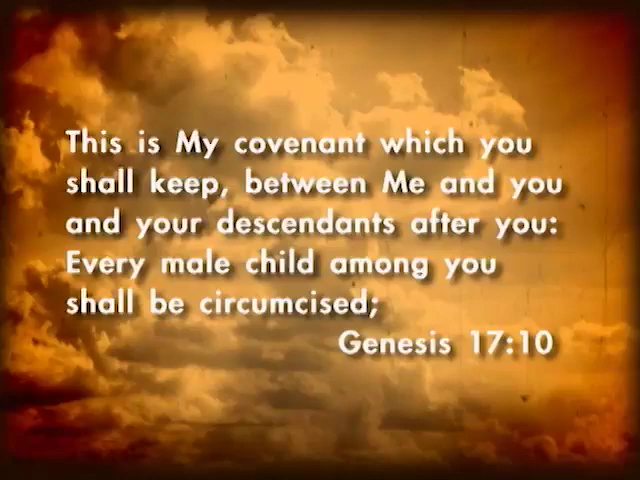 This is My covenant which you
shall keep, between Me and you
and your descendants after you:
Every male child among you
shall be circumcised;
Genesis 17:10